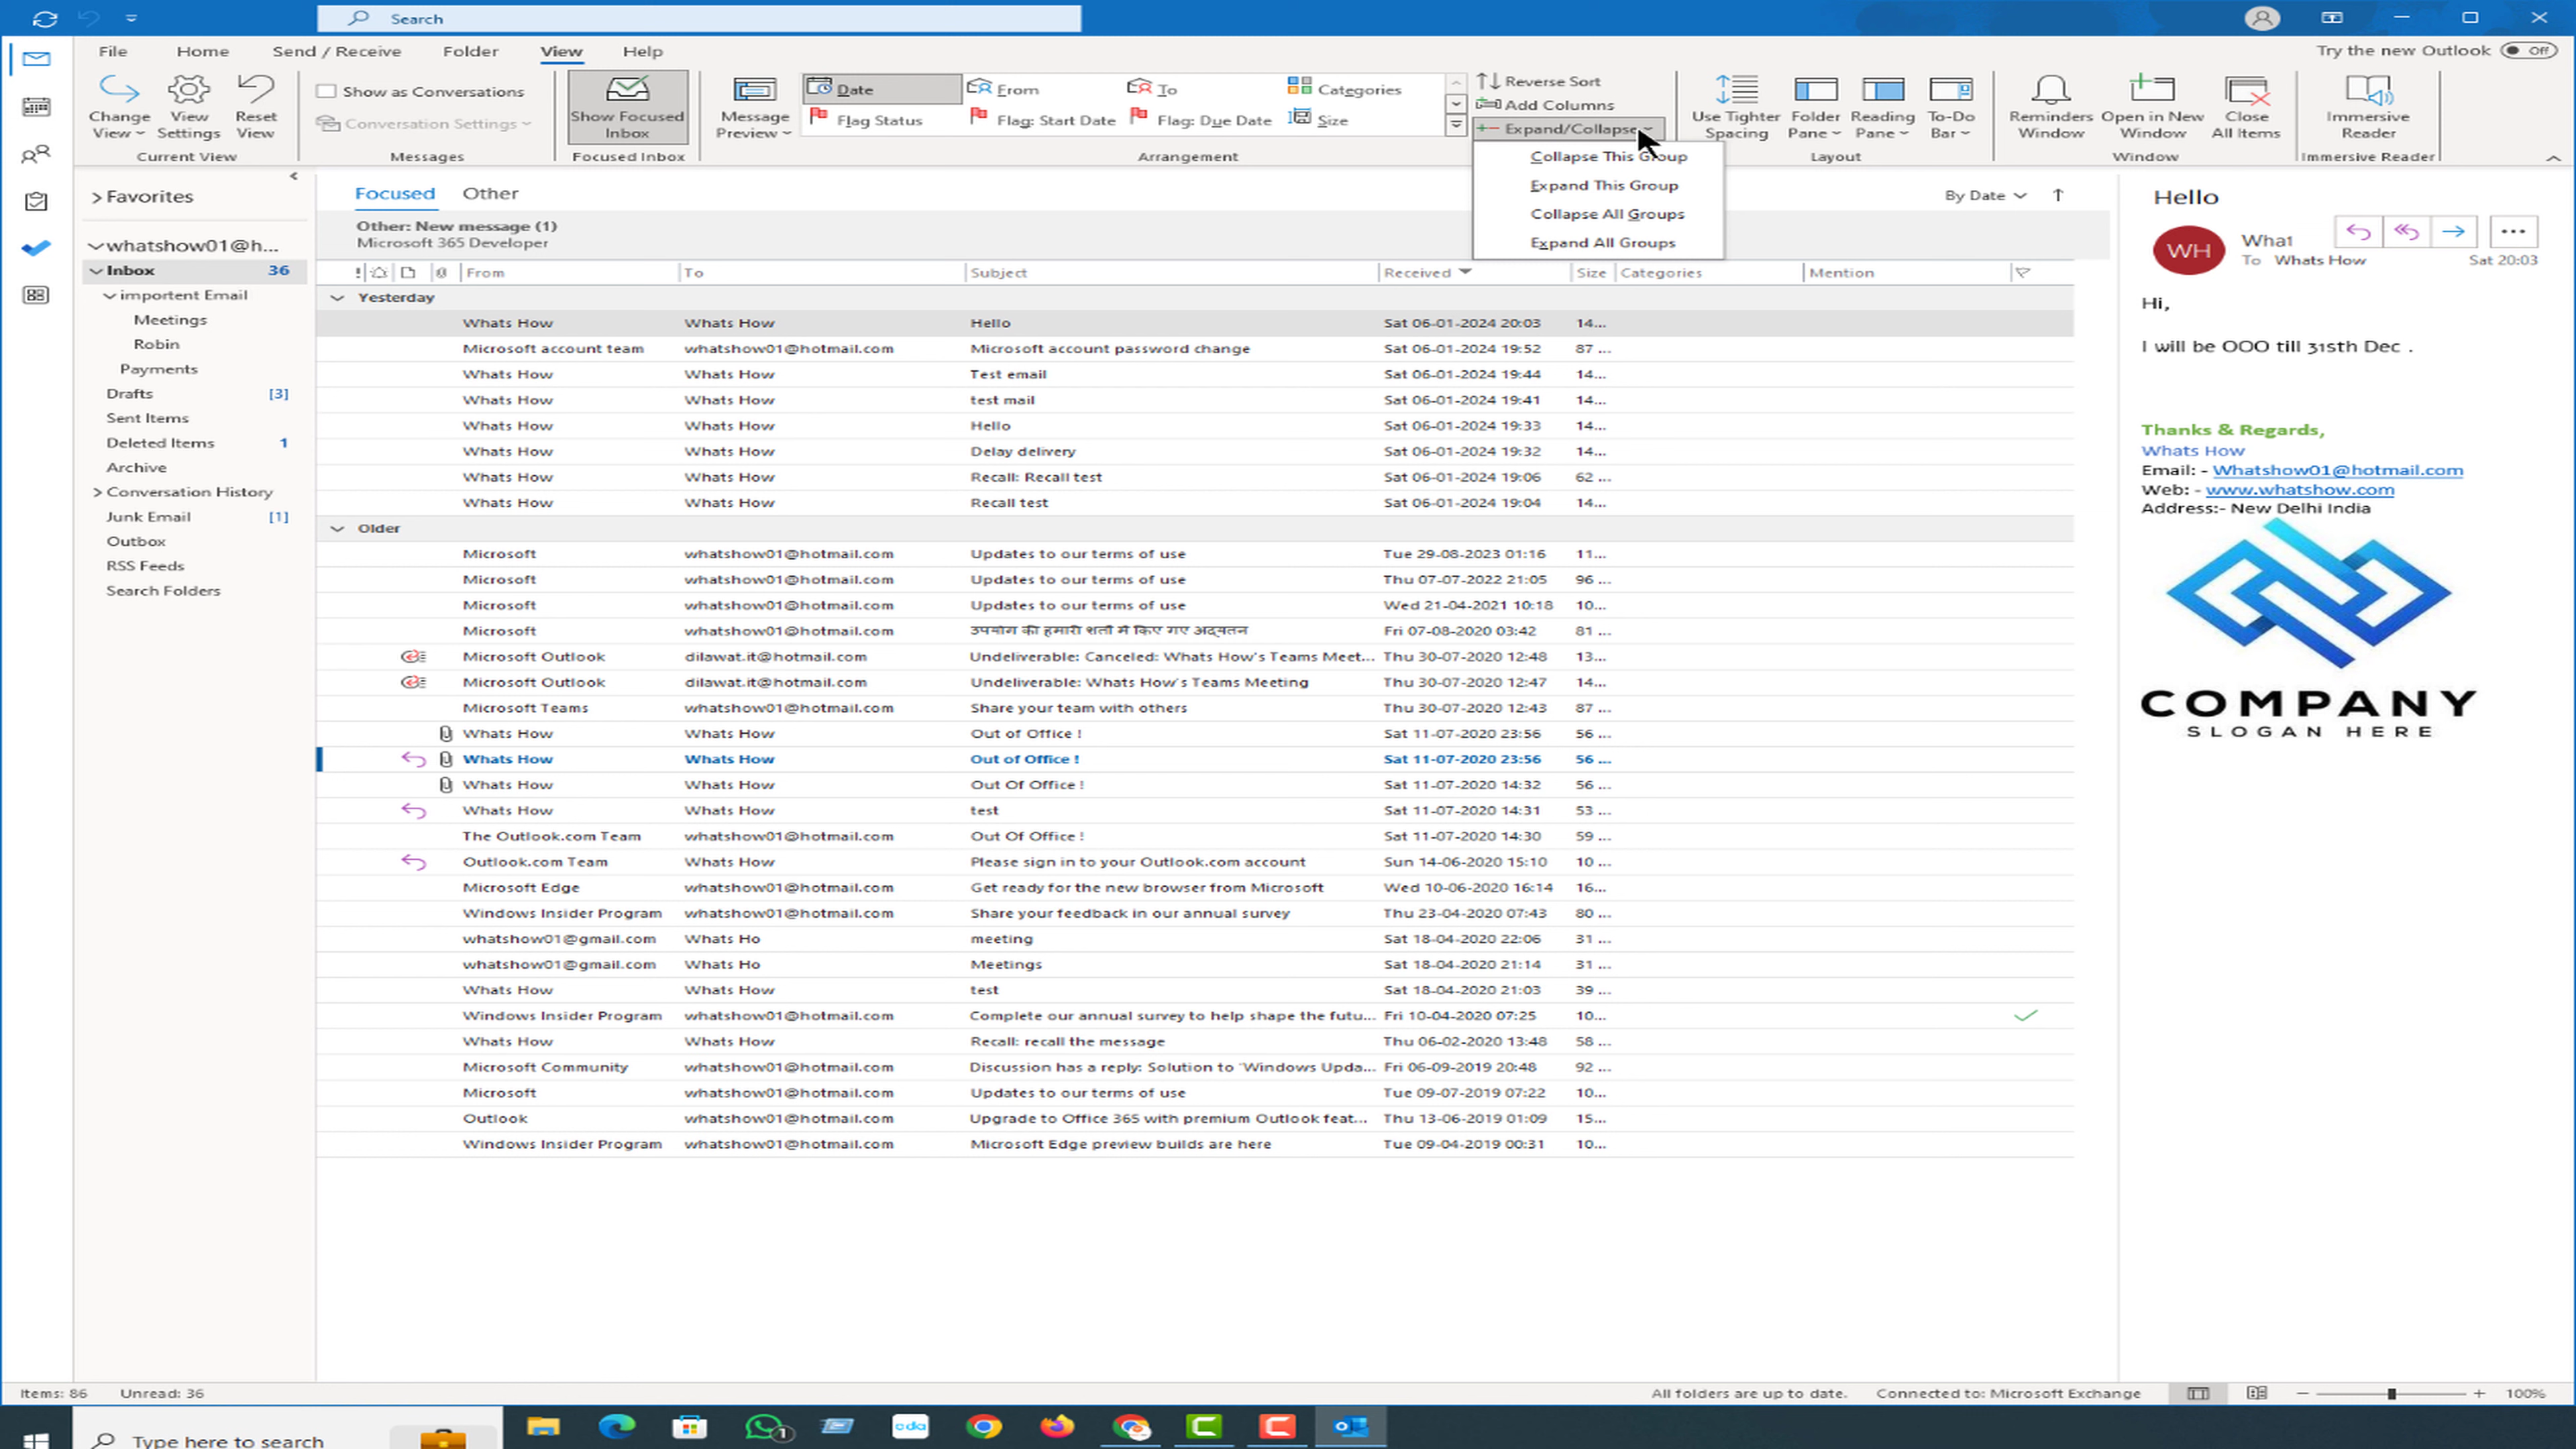 Search
File Home Send / Receive Folder View Help
Try the new Outlook Off
Change View
View Settings
Reset View
Current View
Show as Conversations
Conversation Settings
Messages
Show Focused Inbox
Focused Inbox
Message Preview
Date From To Categories
Flag Status Flag: Start Date Flag: Due Date Size
Arrangement
Reverse Sort
Add Columns
Expand/Collapse
Collapse This Group
Expand This Group
Collapse All Groups
Expand All Groups
Use Tighter Spacing
Folder Pane
Reading Pane
To-Do Bar
Layout
Reminders Window
Open in New Window
Close All Items
Window
Immersive Reader
Immersive Reader
Favorites
whatshow01@h...
Inbox 36
importent Email
Meetings
Robin
Payments
Drafts [3]
Sent Items
Deleted Items 1
Archive
Conversation History
Junk Email [1]
Outbox
RSS Feeds
Search Folders
Focused Other
By Date
Other: New message (1)
Microsoft 365 Developer
! From To Subject Received Size Categories Mention
Yesterday
Whats How Whats How Hello Sat 06-01-2024 20:03 14...
Microsoft account team whatshow01@hotmail.com Microsoft account password change Sat 06-01-2024 19:52 87 ...
Whats How Whats How Test email Sat 06-01-2024 19:44 14...
Whats How Whats How test mail Sat 06-01-2024 19:41 14...
Whats How Whats How Hello Sat 06-01-2024 19:33 14...
Whats How Whats How Delay delivery Sat 06-01-2024 19:32 14...
Whats How Whats How Recall: Recall test Sat 06-01-2024 19:06 62 ...
Whats How Whats How Recall test Sat 06-01-2024 19:04 14...
Older
Microsoft whatshow01@hotmail.com Updates to our terms of use Tue 29-08-2023 01:16 11...
Microsoft whatshow01@hotmail.com Updates to our terms of use Thu 07-07-2022 21:05 96 ...
Microsoft whatshow01@hotmail.com Updates to our terms of use Wed 21-04-2021 10:18 10...
Microsoft whatshow01@hotmail.com उपयोग की हमारी शर्तों में किए गए अद्यतन Fri 07-08-2020 03:42 81 ...
Microsoft Outlook dilawat.it@hotmail.com Undeliverable: Canceled: Whats How's Teams Meet... Thu 30-07-2020 12:48 13...
Microsoft Outlook dilawat.it@hotmail.com Undeliverable: Whats How's Teams Meeting Thu 30-07-2020 12:47 14...
Microsoft Teams whatshow01@hotmail.com Share your team with others Thu 30-07-2020 12:43 87 ...
Whats How Whats How Out of Office ! Sat 11-07-2020 23:56 56 ...
Whats How Whats How Out of Office ! Sat 11-07-2020 23:56 56 ...
Whats How Whats How Out Of Office ! Sat 11-07-2020 14:32 56 ...
Whats How Whats How test Sat 11-07-2020 14:31 53 ...
The Outlook.com Team whatshow01@hotmail.com Out Of Office ! Sat 11-07-2020 14:30 59 ...
Outlook.com Team Whats How Please sign in to your Outlook.com account Sun 14-06-2020 15:10 10 ...
Microsoft Edge whatshow01@hotmail.com Get ready for the new browser from Microsoft Wed 10-06-2020 16:14 16...
Windows Insider Program whatshow01@hotmail.com Share your feedback in our annual survey Thu 23-04-2020 07:43 80 ...
whatshow01@gmail.com Whats Ho meeting Sat 18-04-2020 22:06 31 ...
whatshow01@gmail.com Whats Ho Meetings Sat 18-04-2020 21:14 31 ...
Whats How Whats How test Sat 18-04-2020 21:03 39 ...
Windows Insider Program whatshow01@hotmail.com Complete our annual survey to help shape the futu... Fri 10-04-2020 07:25 10...
Whats How Whats How Recall: recall the message Thu 06-02-2020 13:48 58 ...
Microsoft Community whatshow01@hotmail.com Discussion has a reply: Solution to "Windows Upda... Fri 06-09-2019 20:48 92 ...
Microsoft whatshow01@hotmail.com Updates to our terms of use Tue 09-07-2019 07:22 10...
Outlook whatshow01@hotmail.com Upgrade to Office 365 with premium Outlook feat... Thu 13-06-2019 01:09 15...
Windows Insider Program whatshow01@hotmail.com Microsoft Edge preview builds are here Tue 09-04-2019 00:31 10...
Hello
WH
What
To Whats How Sat 20:03
Hi,
I will be OOO till 31sth Dec .
Thanks & Regards,
Whats How
Email: - Whatshow01@hotmail.com
Web: - www.whatshow.com
Address:- New Delhi India
COMPANY
SLOGAN HERE
Items: 86 Unread: 36
All folders are up to date. Connected to: Microsoft Exchange 100%
Type here to search
1